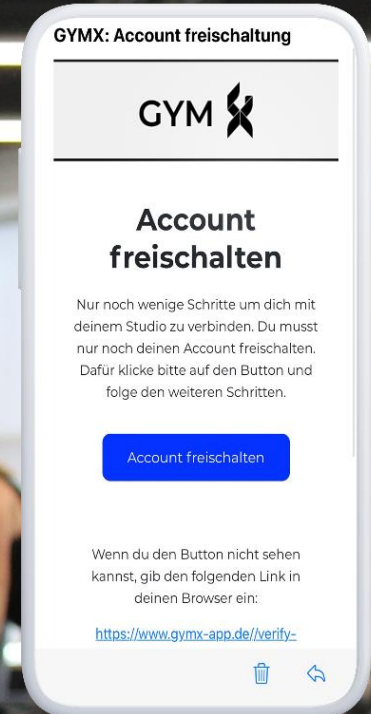 GYMX: Account freischaltung
GYM
Account
freischalten
Nur noch wenige Schritte um dich mit
deinem Studio zu verbinden. Du musst
nur noch deinen Account freischalten.
Dafür klicke bitte auf den Button und
folge den weiteren Schritten.
Account freischalten
Wenn du den Button nicht sehen
kannst, gib den folgenden Link in
deinen Browser ein:
https://www.gymx-app.de//verify-